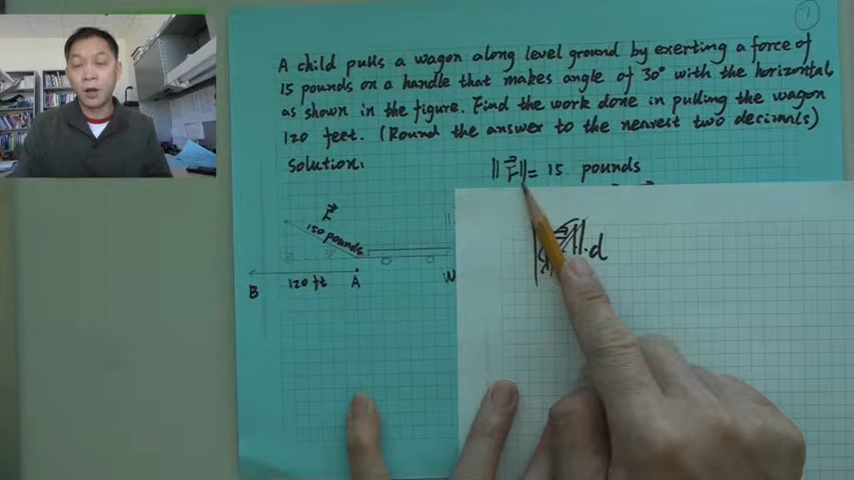 7
A child pulls a wagon along level ground by exerting a force of
15 pounds on a handle that makes angle of 30° with the horizontal
as shown in the figure. Find the work done in pulling the wagon
120 feet. (Round the answer to the nearest two decimals)
Solution:
||F|| = 15 pounds
F
150 pounds
· d
B 120 ft A W